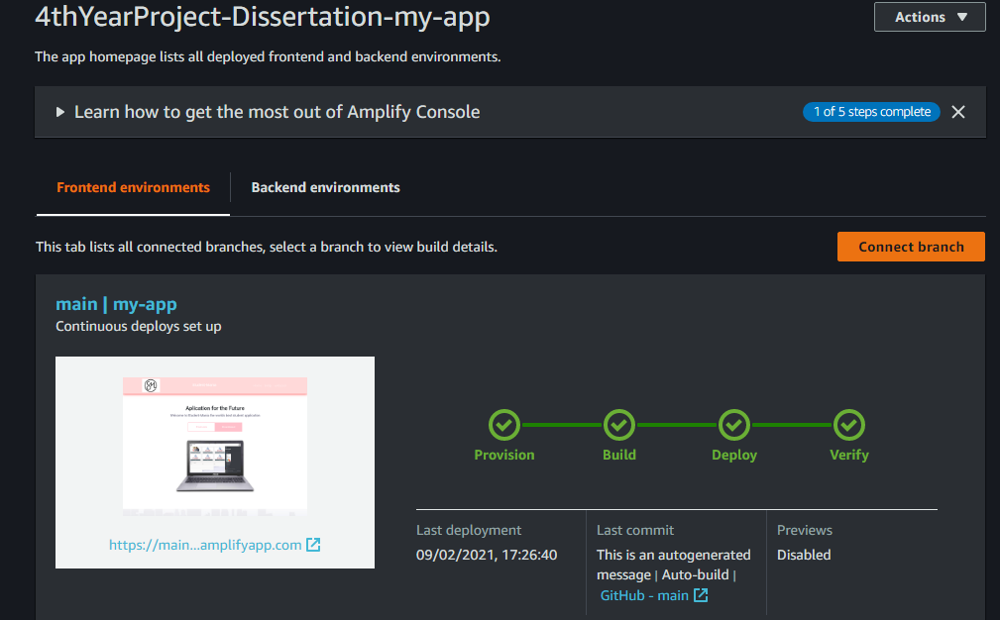 4thYearProject-Dissertation-my-app
Actions
The app homepage lists all deployed frontend and backend environments.
Learn how to get the most out of Amplify Console
1 of 5 steps complete
Frontend environments
Backend environments
This tab lists all connected branches, select a branch to view build details.
Connect branch
main | my-app
Continuous deploys set up
Aplication for the Future
https://main...amplifyapp.com
Provision
Build
Deploy
Verify
Last deployment
09/02/2021, 17:26:40
Last commit
This is an autogenerated
message | Auto-build |
GitHub - main
Previews
Disabled